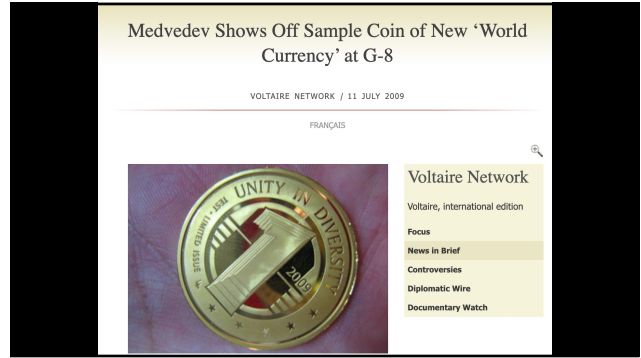 Medvedev Shows Off Sample Coin of New ‘World
Currency’ at G-8
VOLTAIRE NETWORK / 11 JULY 2009
FRANÇAIS
UNITY IN DIVERSITY
TEST - LIMITED ISSUE
1
2009
Voltaire Network
Voltaire, international edition
Focus
News in Brief
Controversies
Diplomatic Wire
Documentary Watch